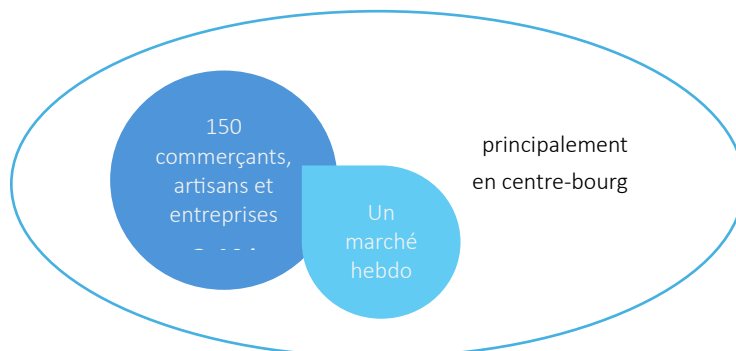 150
commerçants,
artisans et
entreprises
Un
marché
hebdo
principalement
en centre-bourg